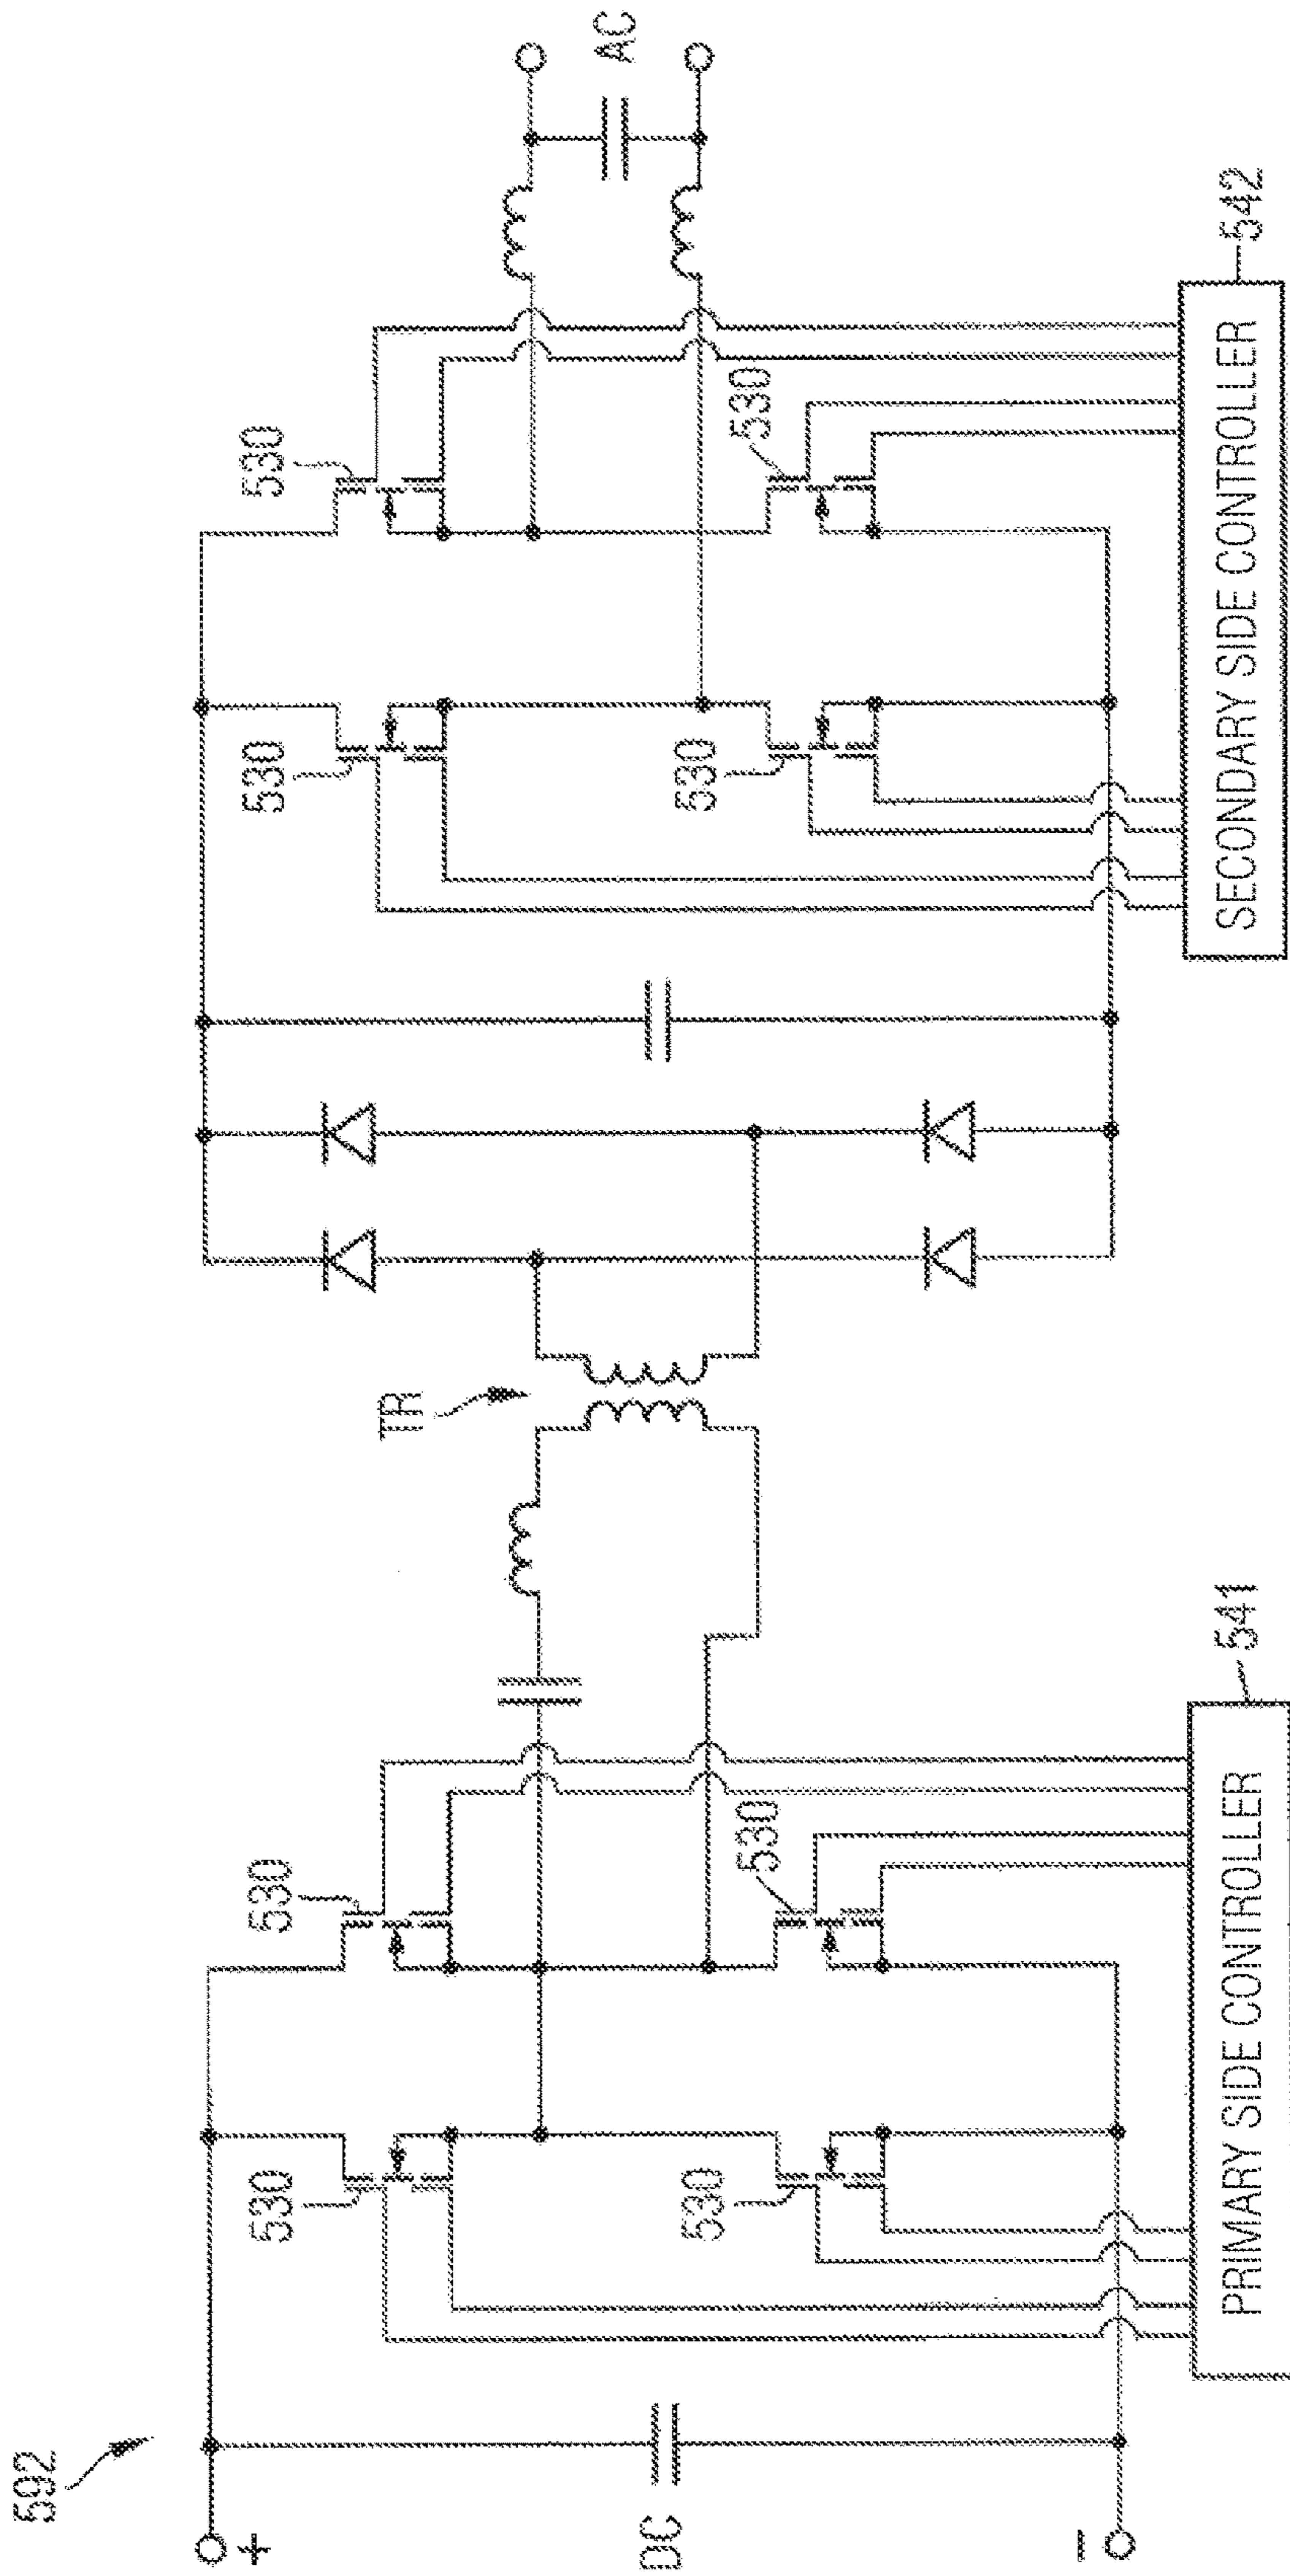 592
+
DC
−
530
530
530
530
PRIMARY SIDE CONTROLLER
541
TR
530
530
530
530
SECONDARY SIDE CONTROLLER
542
AC